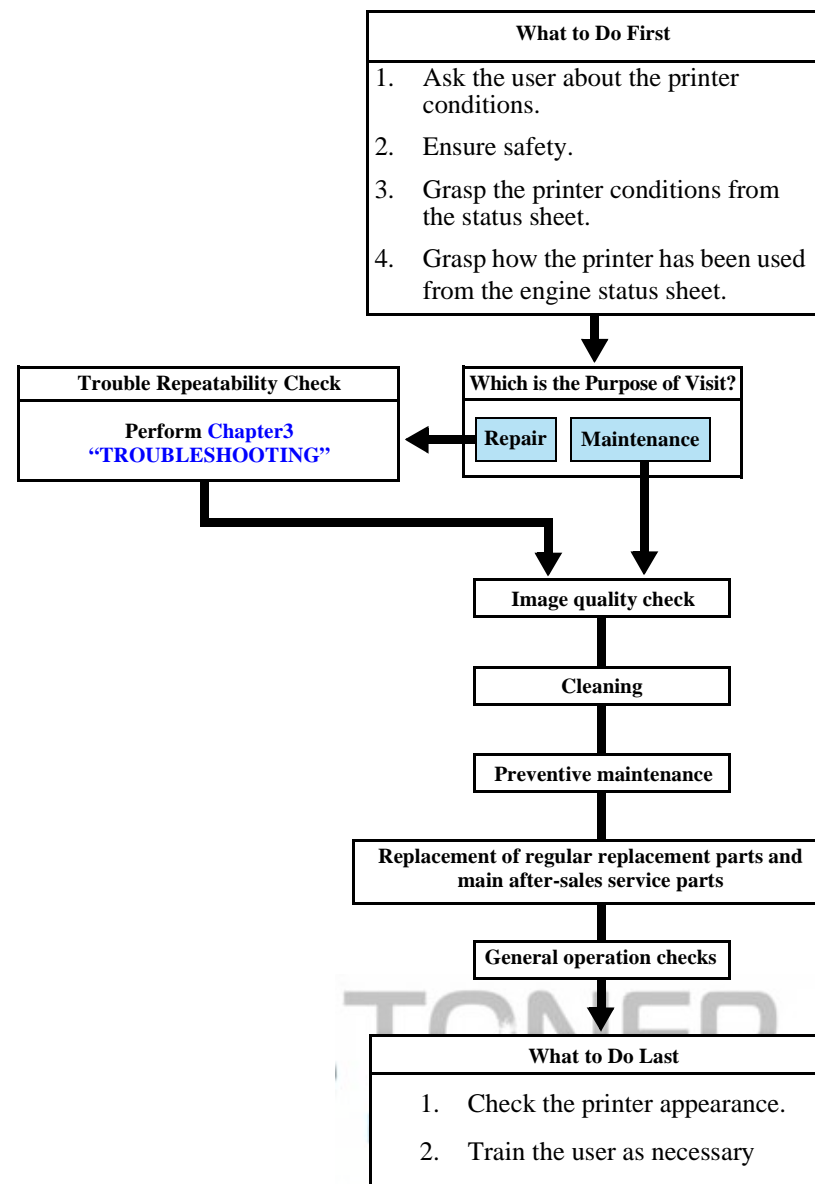 What to Do First
1. Ask the user about the printer
conditions.
2. Ensure safety.
3. Grasp the printer conditions from
the status sheet.
4. Grasp how the printer has been used
from the engine status sheet.
Which is the Purpose of Visit?
Repair
Maintenance
Trouble Repeatability Check
Perform Chapter3
“TROUBLESHOOTING”
Image quality check
Cleaning
Preventive maintenance
Replacement of regular replacement parts and
main after-sales service parts
General operation checks
TONER
What to Do Last
1. Check the printer appearance.
2. Train the user as necessary